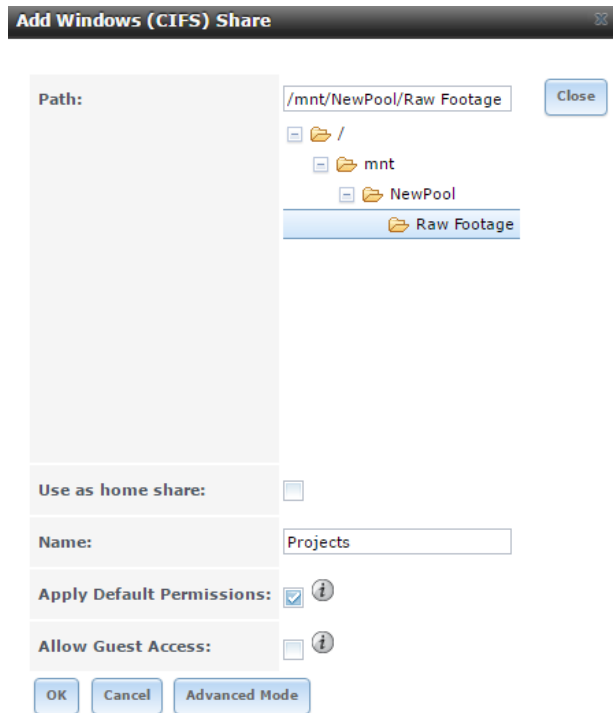 Add Windows (CIFS) Share
Path:
/mnt/NewPool/Raw Footage
Close
/
mnt
NewPool
Raw Footage
Use as home share:
Name:
Projects
Apply Default Permissions:
i
Allow Guest Access:
i
OK
Cancel
Advanced Mode